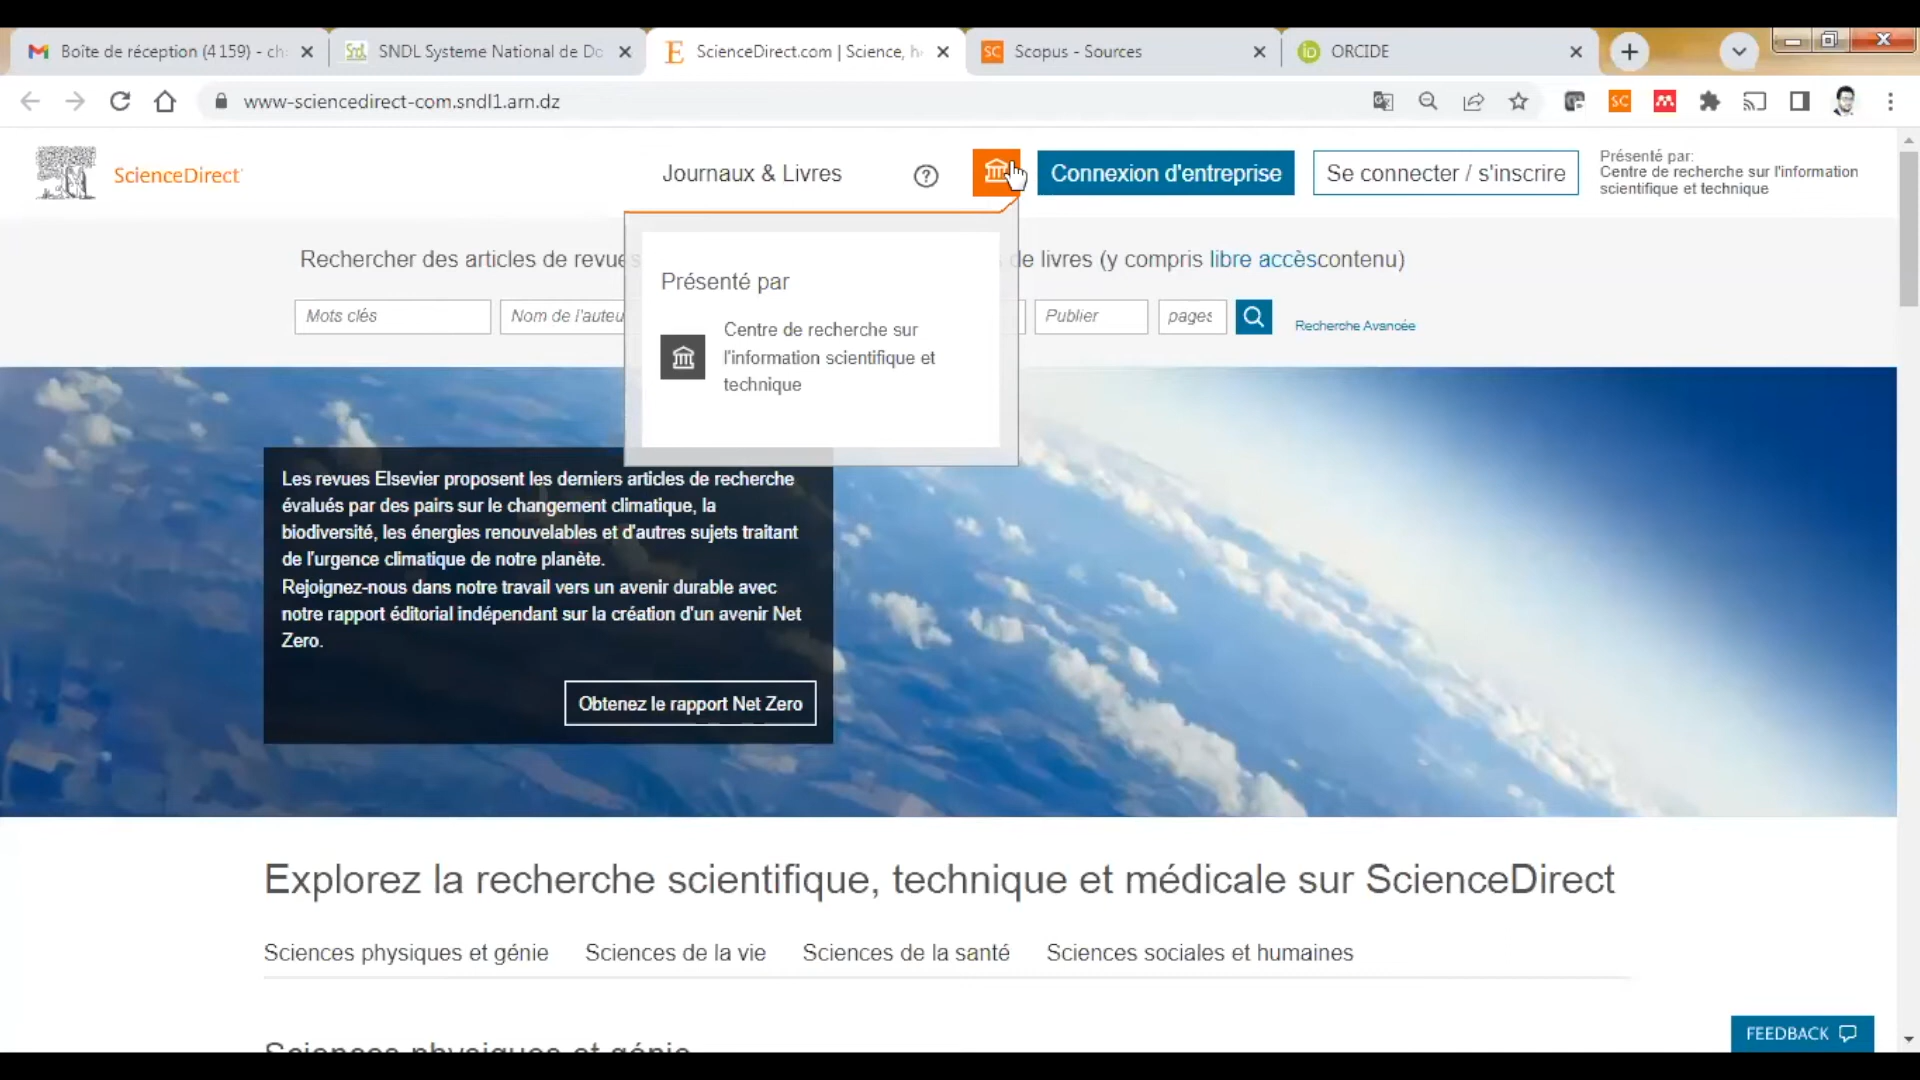 Boîte de réception (4 159) - ch
SNDL Systeme National de Do
ScienceDirect.com | Science, h
Scopus - Sources
ORCIDE
www-sciencedirect-com.sndl1.arn.dz
ScienceDirect
Journaux & Livres
Connexion d'entreprise
Se connecter / s'inscrire
Présenté par:
Centre de recherche sur l'information
scientifique et technique
Rechercher des articles de revues
de livres (y compris libre accèscontenu)
Mots clés
Nom de l'auteu
Publier
pages
Recherche Avancée
Présenté par
Centre de recherche sur
l'information scientifique et
technique
Les revues Elsevier proposent les derniers articles de recherche
évalués par des pairs sur le changement climatique, la
biodiversité, les énergies renouvelables et d'autres sujets traitant
de l'urgence climatique de notre planète.
Rejoignez-nous dans notre travail vers un avenir durable avec
notre rapport éditorial indépendant sur la création d'un avenir Net
Zero.
Obtenez le rapport Net Zero
Explorez la recherche scientifique, technique et médicale sur ScienceDirect
Sciences physiques et génie
Sciences de la vie
Sciences de la santé
Sciences sociales et humaines
Sciences physiques et génie
FEEDBACK